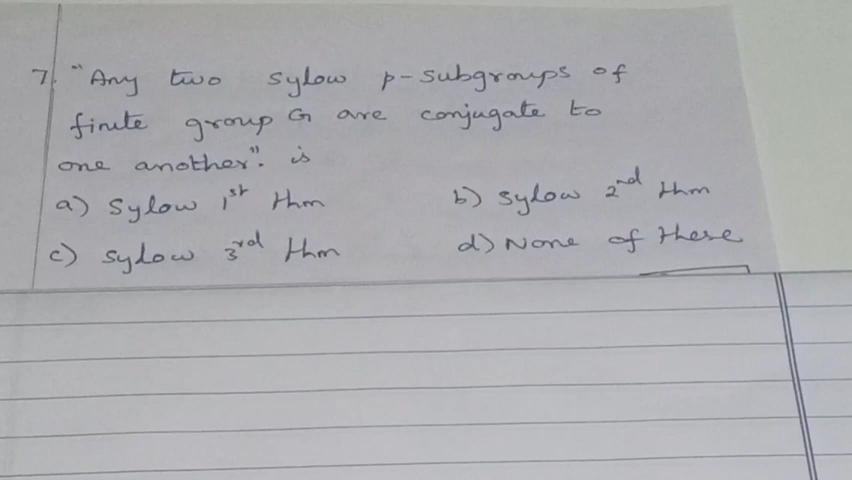 7. "Any two sylow p-subgroups of
finite group G are conjugate to
one another". is
a) Sylow 1st thm b) Sylow 2nd thm
c) Sylow 3rd thm d) None of these